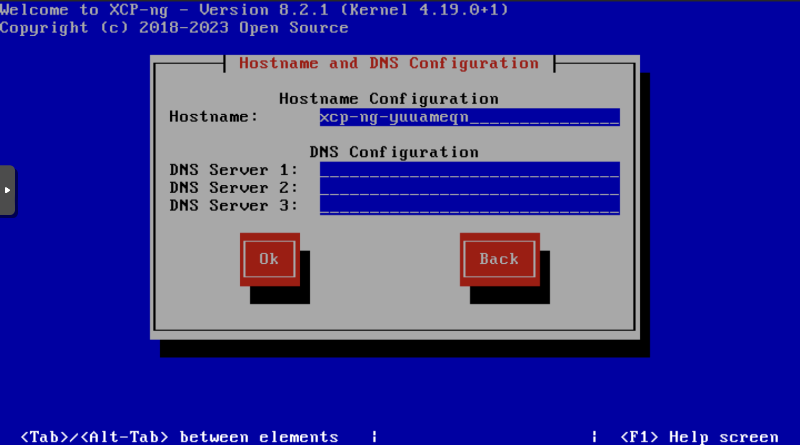 Welcome to XCP-ng - Version 8.2.1 (Kernel 4.19.0+1)
Copyright (c) 2018-2023 Open Source
Hostname and DNS Configuration
Hostname Configuration
Hostname: xcp-ng-yuuameqn_______________
DNS Configuration
DNS Server 1: ______________________________
DNS Server 2: ______________________________
DNS Server 3: ______________________________
Ok Back
<Tab>/<Alt-Tab> between elements | | <F1> Help screen